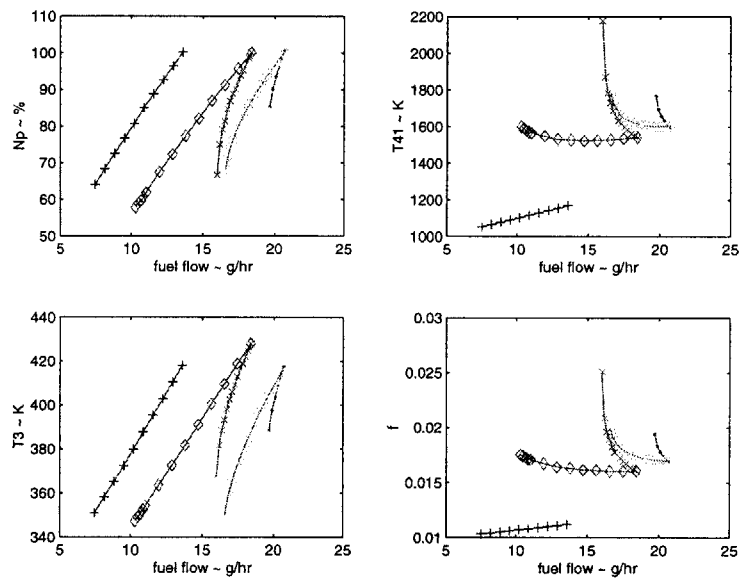 110
100
90
80
70
60
50
Np ~ %
5 10 15 20 25
fuel flow ~ g/hr
2200
2000
1800
1600
1400
1200
1000
T41 ~ K
5 10 15 20 25
fuel flow ~ g/hr
440
420
400
380
360
340
T3 ~ K
5 10 15 20 25
fuel flow ~ g/hr
0.03
0.025
0.02
0.015
0.01
f
5 10 15 20 25
fuel flow ~ g/hr